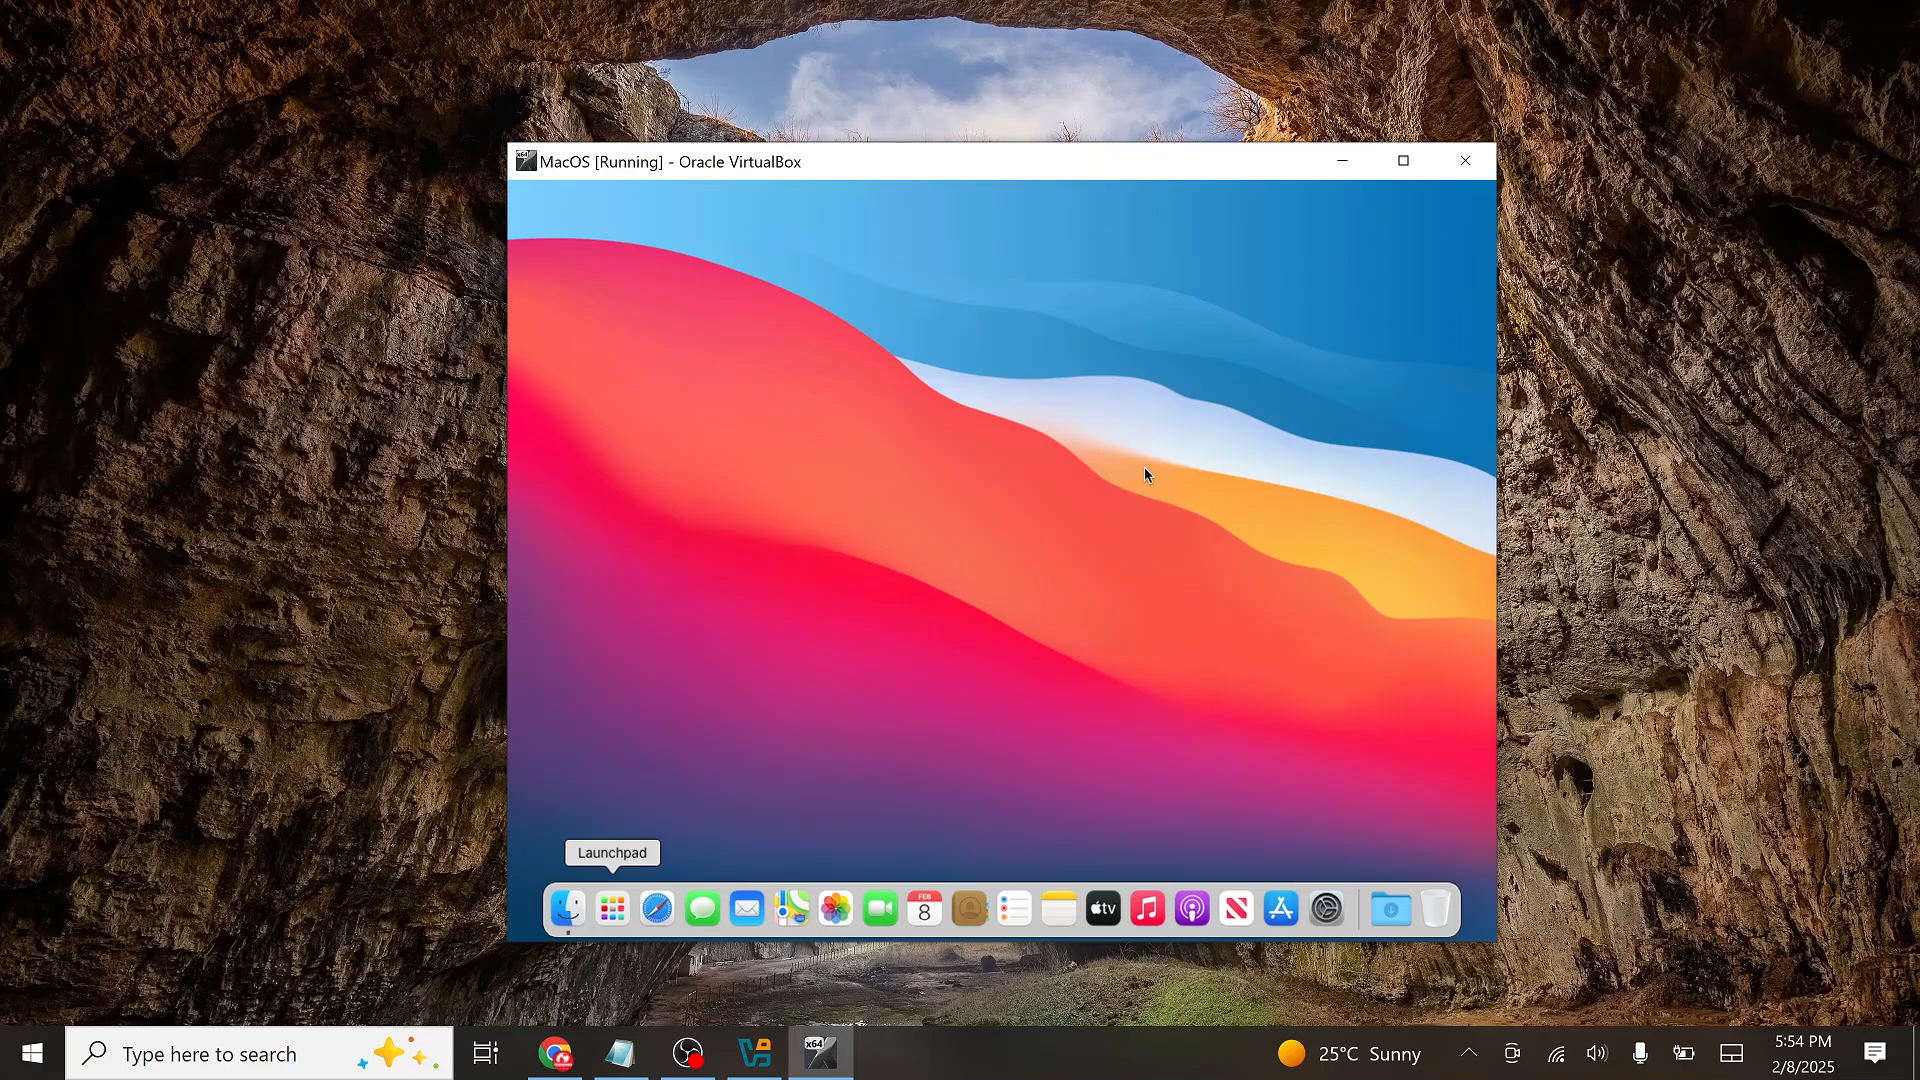 MacOS [Running] - Oracle VirtualBox
Launchpad
FEB
8
tv
Type here to search
x64
25°C Sunny
5:54 PM
2/8/2025